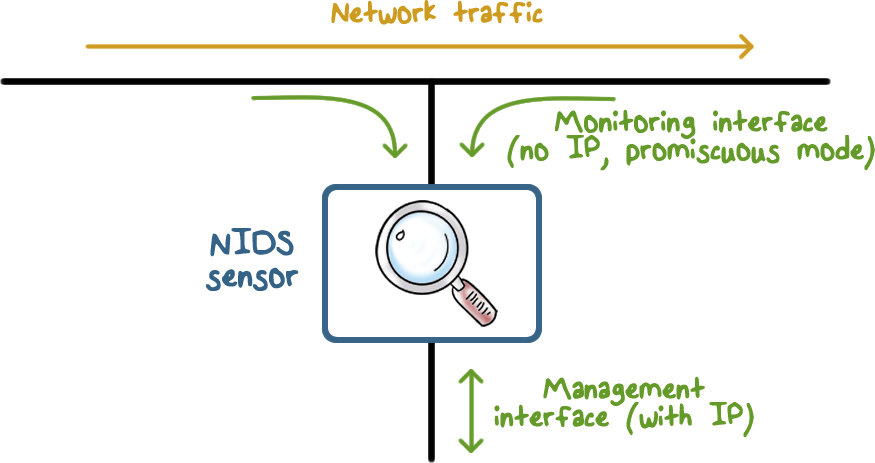 Network traffic
Monitoring interface
(no IP, promiscuous mode)
NIDS
sensor
Management
interface (with IP)